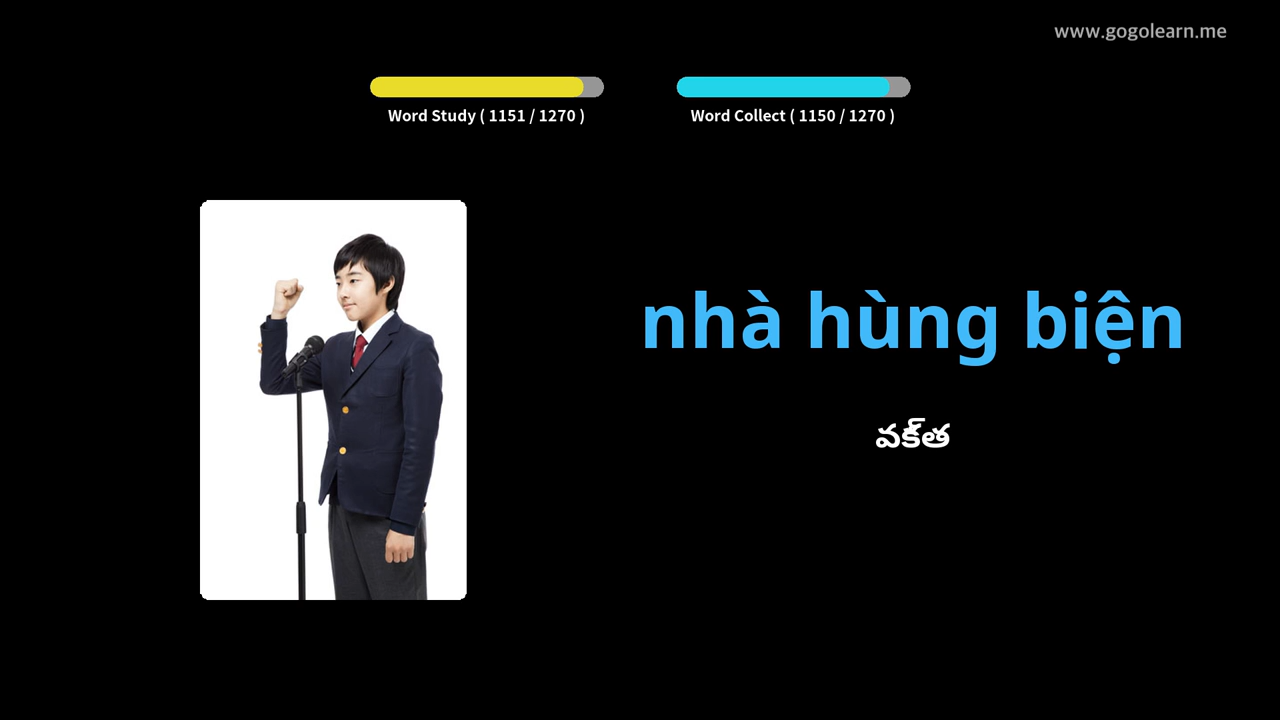 www.gogolearn.me
Word Study ( 1151 / 1270 )
Word Collect ( 1150 / 1270 )
nhà hùng biện
వక్త